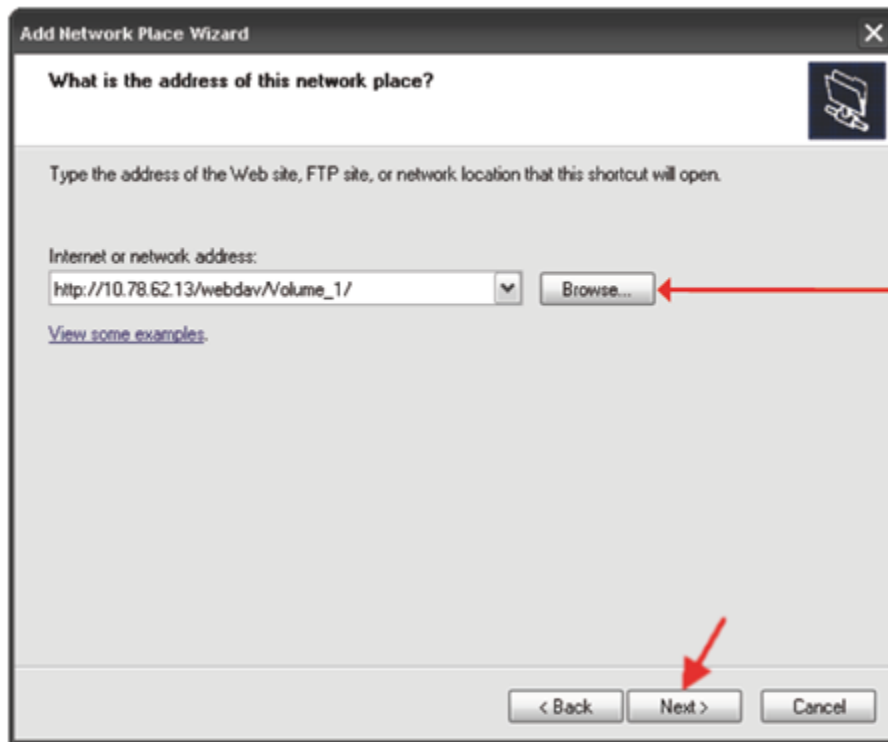 Add Network Place Wizard
What is the address of this network place?
Type the address of the Web site, FTP site, or network location that this shortcut will open.
Internet or network address:
http://10.78.62.13/webdav/Volume_1/
Browse...
View some examples.
< Back
Next >
Cancel